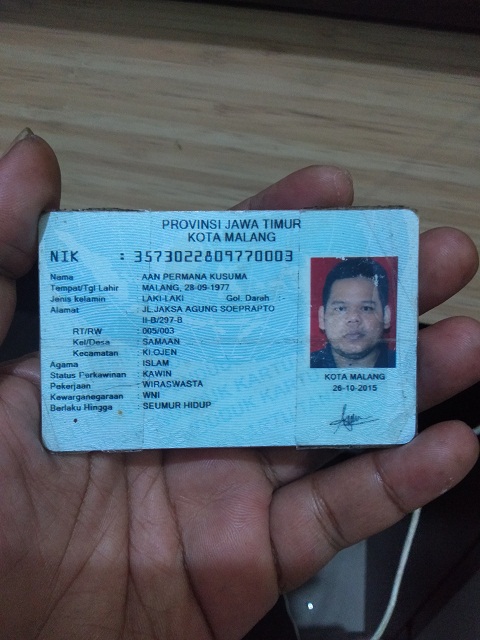 PROVINSI JAWA TIMUR
KOTA MALANG
NIK : 3573022809770003
Nama : AAN PERMANA KUSUMA
Tempat/Tgl Lahir : MALANG, 28-09-1977
Jenis kelamin : LAKI-LAKI Gol. Darah : -
Alamat : JL.JAKSA AGUNG SOEPRAPTO
II-B/297-B
RT/RW : 005/003
Kel/Desa : SAMAAN
Kecamatan : KLOJEN
Agama : ISLAM
Status Perkawinan : KAWIN
Pekerjaan : WIRASWASTA
Kewarganegaraan : WNI
Berlaku Hingga : SEUMUR HIDUP
KOTA MALANG
26-10-2015